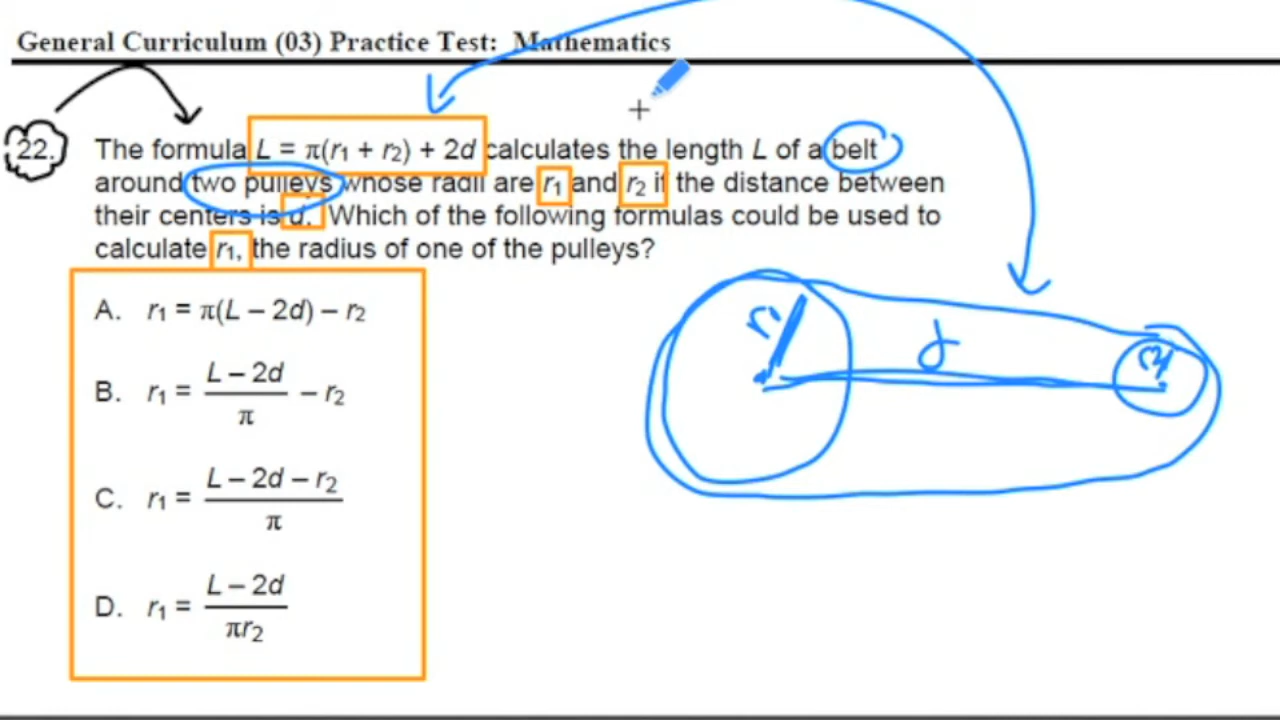 General Curriculum (03) Practice Test: Mathematics
22. The formula L = π(r₁ + r₂) + 2d calculates the length L of a belt
around two pulleys whose radii are r₁ and r₂ if the distance between
their centers is d. Which of the following formulas could be used to
calculate r₁, the radius of one of the pulleys?
A. r₁ = π(L – 2d) – r₂
B. r₁ = (L – 2d)/π – r₂
C. r₁ = (L – 2d – r₂)/π
D. r₁ = (L – 2d)/πr₂
r₁ d r₂